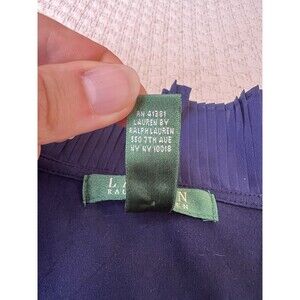 RN 41381
LAUREN BY
RALPH LAUREN
550 7TH AVE
NY NY 10018